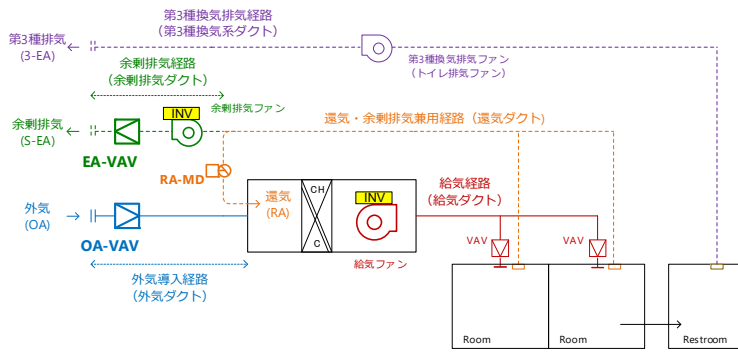 第3種換気排気経路
(第3種換気系ダクト)
第3種排気
(3-EA)
第3種換気排気ファン
(トイレ排気ファン)
余剰排気経路
(余剰排気ダクト)
INV
余剰排気ファン
余剰排気
(S-EA)
EA-VAV
還気・余剰排気兼用経路(還気ダクト)
RA-MD
外気
(OA)
OA-VAV
還気
(RA)
CH
C
INV
給気ファン
給気経路
(給気ダクト)
VAV
VAV
外気導入経路
(外気ダクト)
Room
Room
Restroom